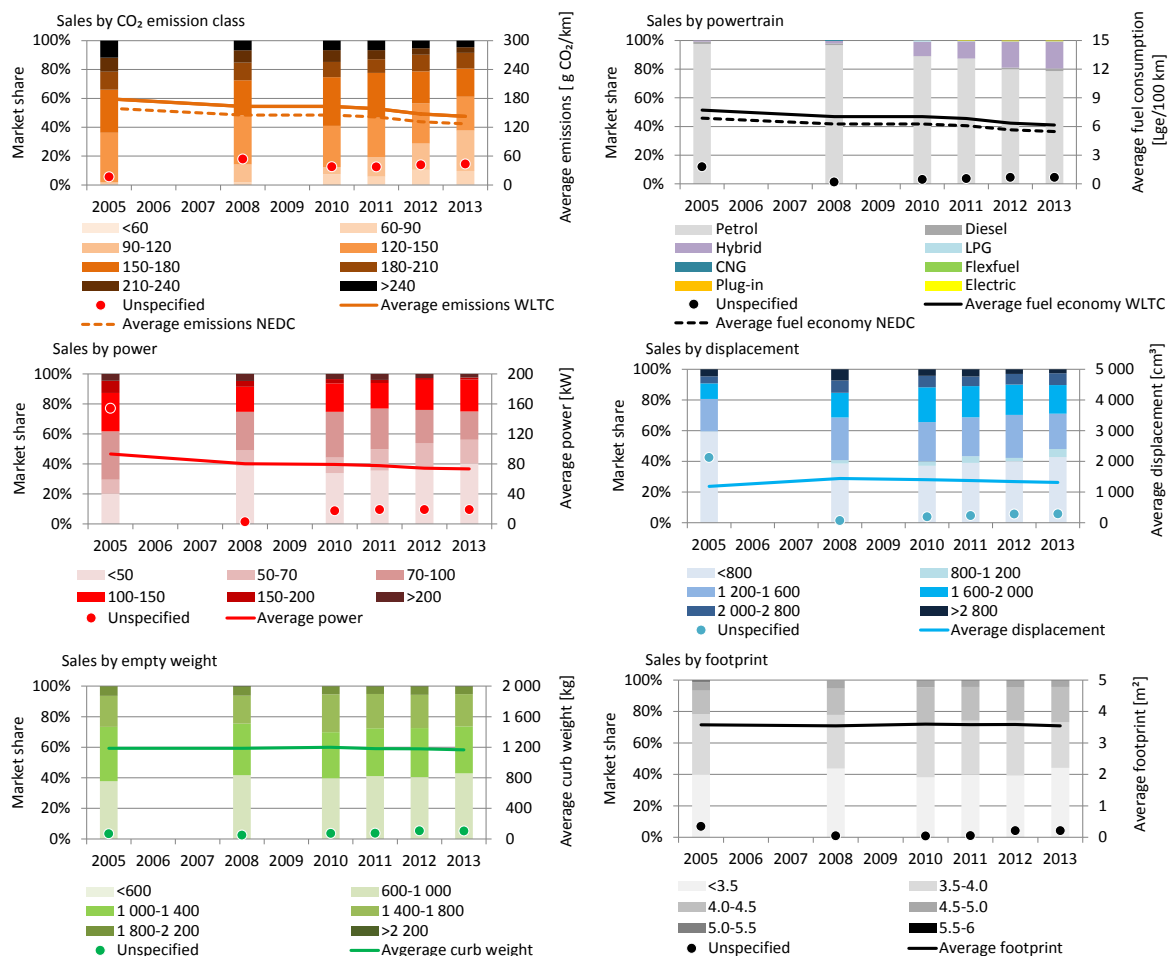 Sales by CO₂ emission class
Market share
100%
80%
60%
40%
20%
0%
300
240
180
120
60
0
Average emissions [ g CO₂/km]
2005 2006 2007 2008 2009 2010 2011 2012 2013
<60 60-90
90-120 120-150
150-180 180-210
210-240 >240
Unspecified Average emissions WLTC
Average emissions NEDC
Sales by powertrain
Market share
100%
80%
60%
40%
20%
0%
15
12
9
6
3
0
Average fuel consumption
[Lge/100 km]
2005 2006 2007 2008 2009 2010 2011 2012 2013
Petrol Diesel
Hybrid LPG
CNG Flexfuel
Plug-in Electric
Unspecified Average fuel economy WLTC
Average fuel economy NEDC
Sales by power
Market share
100%
80%
60%
40%
20%
0%
200
160
120
80
40
0
Average power [kW]
2005 2006 2007 2008 2009 2010 2011 2012 2013
<50 50-70 70-100
100-150 150-200 >200
Unspecified Average power
Sales by displacement
Market share
100%
80%
60%
40%
20%
0%
5 000
4 000
3 000
2 000
1 000
0
Average displacement [cm³]
2005 2006 2007 2008 2009 2010 2011 2012 2013
<800 800-1 200
1 200-1 600 1 600-2 000
2 000-2 800 >2 800
Unspecified Average displacement
Sales by empty weight
Market share
100%
80%
60%
40%
20%
0%
2 000
1 600
1 200
800
400
0
Average curb weight [kg]
2005 2006 2007 2008 2009 2010 2011 2012 2013
<600 600-1 000
1 000-1 400 1 400-1 800
1 800-2 200 >2 200
Unspecified Avgerage curb weight
Sales by footprint
Market share
100%
80%
60%
40%
20%
0%
5
4
3
2
1
0
Average footprint [m²]
2005 2006 2007 2008 2009 2010 2011 2012 2013
<3.5 3.5-4.0
4.0-4.5 4.5-5.0
5.0-5.5 5.5-6
Unspecified Average footprint